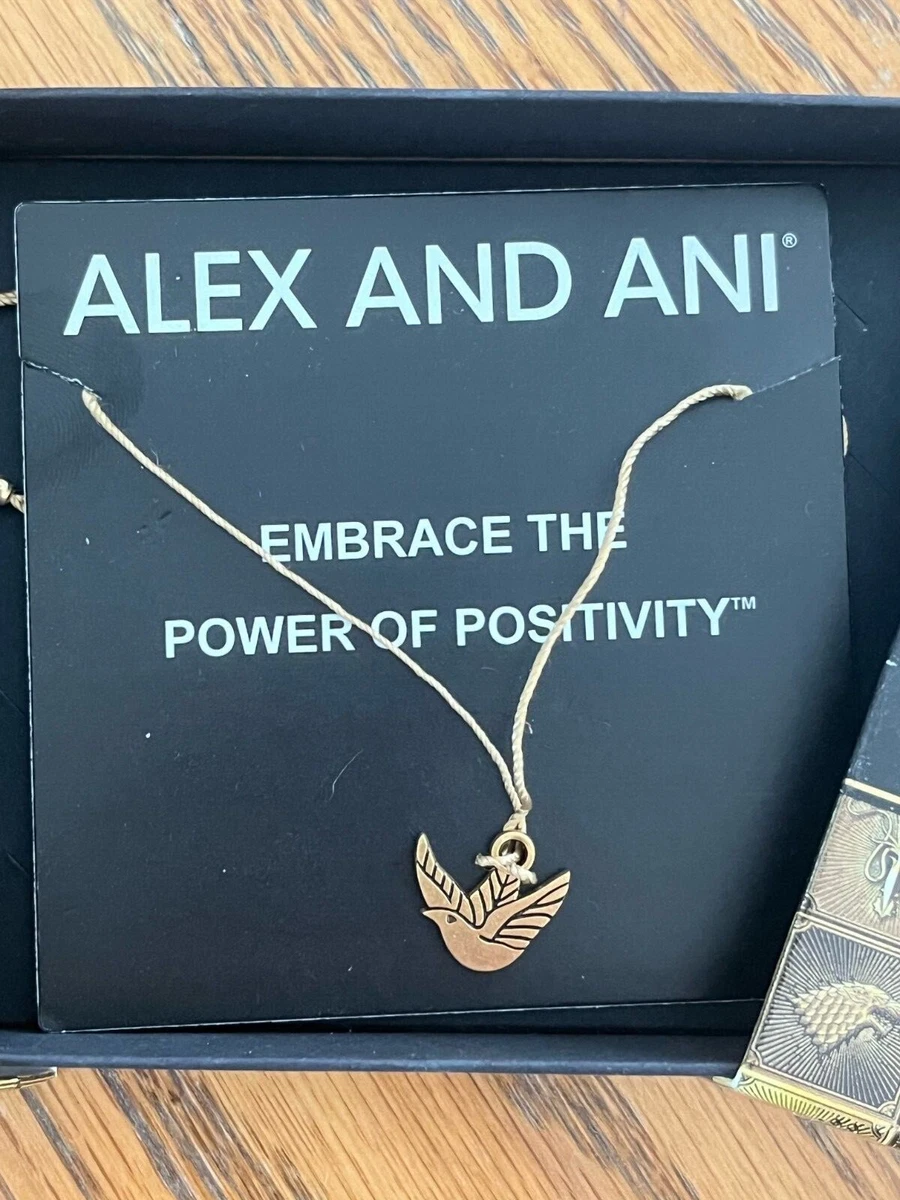 ALEX AND ANI®
EMBRACE THE
POWER OF POSITIVITY™